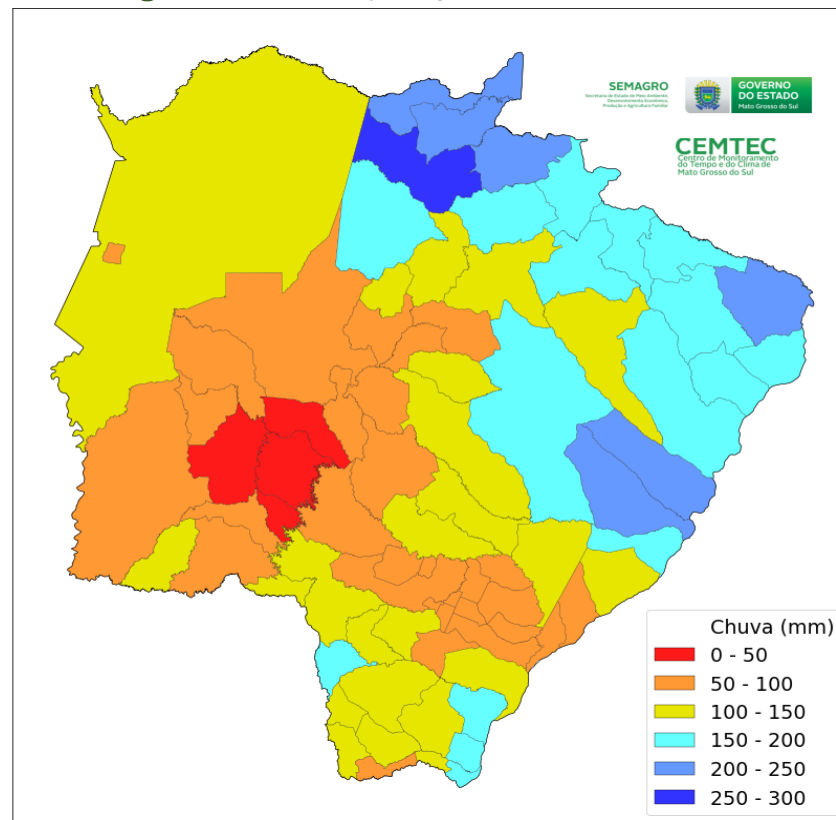 SEMAGRO
Secretaria de Estado de Meio Ambiente,
Desenvolvimento Econômico,
Produção e Agricultura Familiar
GOVERNO
DO ESTADO
Mato Grosso do Sul
CEMTEC
Centro de Monitoramento
do Tempo e do Clima de
Mato Grosso do Sul
Chuva (mm)
0 - 50
50 - 100
100 - 150
150 - 200
200 - 250
250 - 300